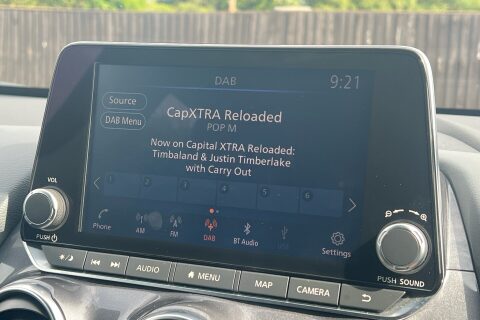 DAB
9:21
Source
CapXTRA Reloaded
DAB Menu
POP M
Now on Capital XTRA Reloaded:
Timbaland & Justin Timberlake
with Carry Out
1 2 3 4 5 6
Phone AM FM DAB BT Audio USB Settings
VOL
PUSH
AUDIO MENU MAP CAMERA
PUSH SOUND